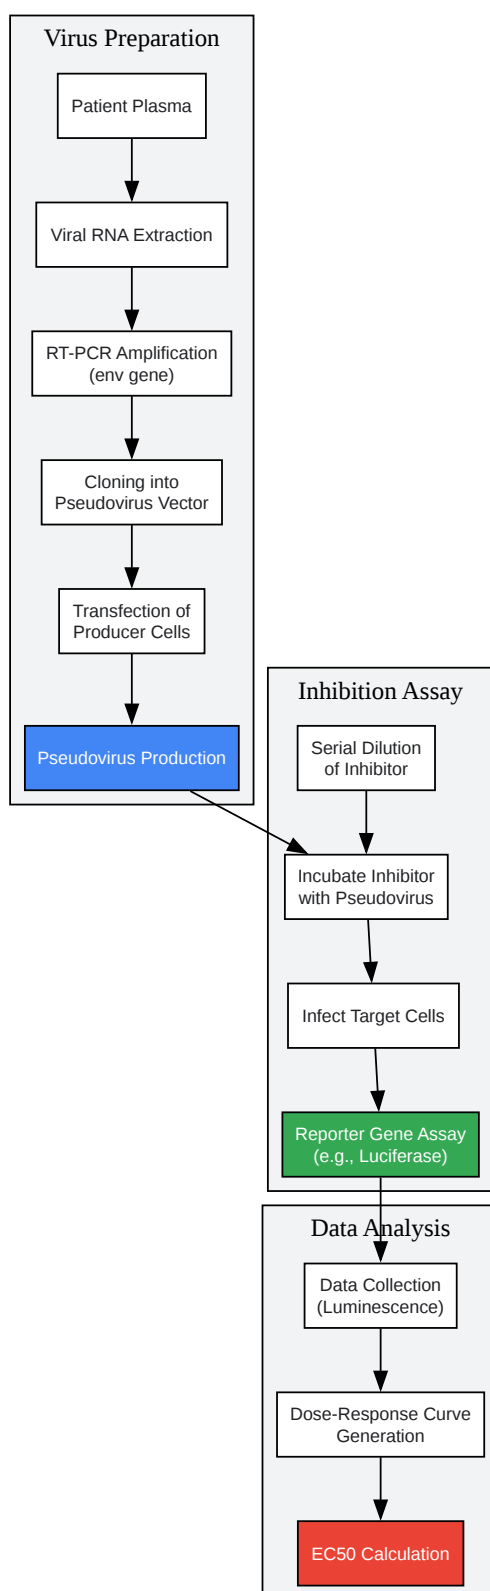 Virus Preparation
Patient Plasma
Viral RNA Extraction
RT-PCR Amplification
(env gene)
Cloning into
Pseudovirus Vector
Transfection of
Producer Cells
Pseudovirus Production
Inhibition Assay
Serial Dilution
of Inhibitor
Incubate Inhibitor
with Pseudovirus
Infect Target Cells
Reporter Gene Assay
(e.g., Luciferase)
Data Analysis
Data Collection
(Luminescence)
Dose-Response Curve
Generation
EC50 Calculation